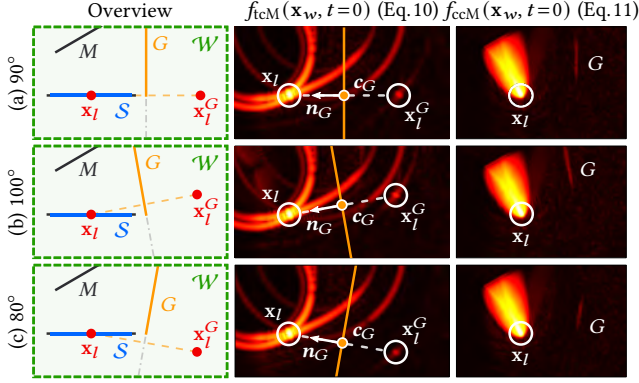 Overview
f_tcM(x_w, t=0) (Eq.10)
f_ccM(x_w, t=0) (Eq.11)
(a) 90°
M
G
𝒲
x_l
𝒮
x_l^G
x_l
c_G
n_G
x_l^G
G
x_l
(b) 100°
M
G
𝒲
x_l
𝒮
x_l^G
x_l
n_G
c_G
x_l^G
G
x_l
(c) 80°
M
G
𝒲
x_l
𝒮
x_l^G
x_l
c_G
n_G
x_l^G
G
x_l